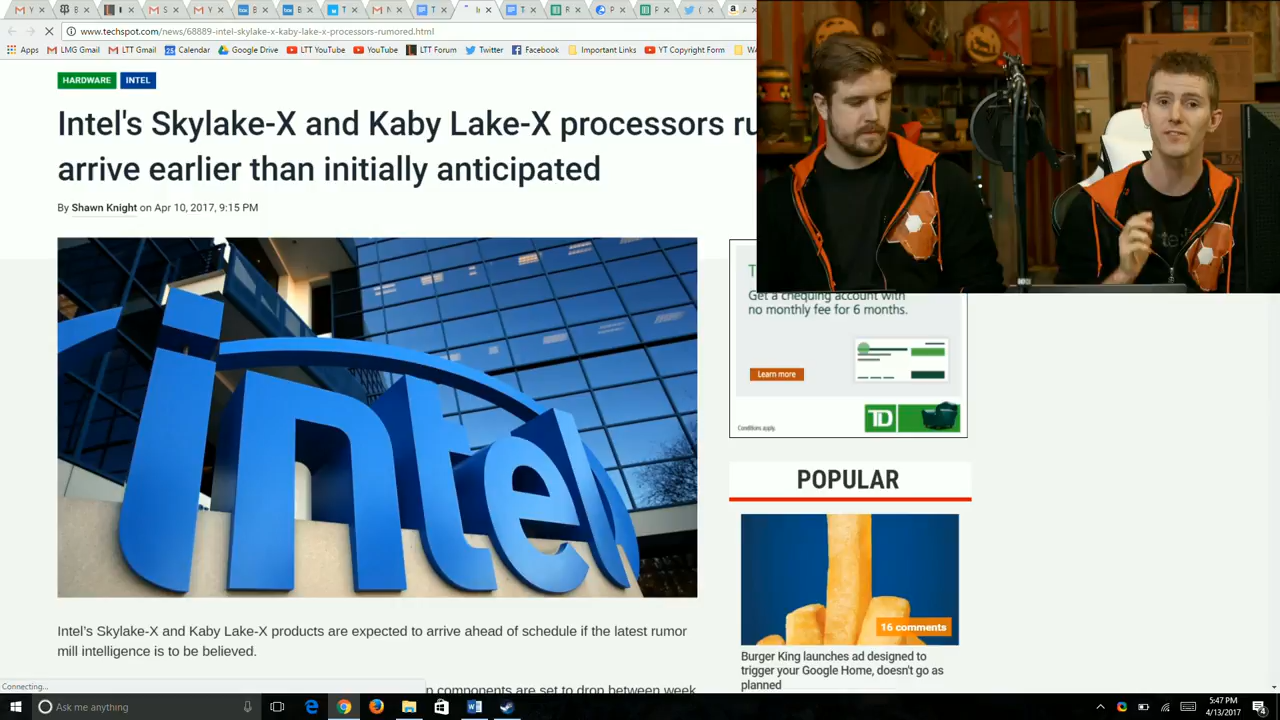 www.techspot.com/news/68889-intel-skylake-x-kaby-lake-x-processors-rumored.html
Apps LMG Gmail LTT Gmail Calendar Google Drive LTT YouTube YouTube LTT Forum Twitter Facebook Important Links YT Copyright Form
HARDWARE INTEL
Intel's Skylake-X and Kaby Lake-X processors ru
arrive earlier than initially anticipated
By Shawn Knight on Apr 10, 2017, 9:15 PM
intel
Get a chequing account with
no monthly fee for 6 months.
Learn more
Conditions apply.
TD
POPULAR
16 comments
Burger King launches ad designed to
trigger your Google Home, doesn't go as
planned
Intel's Skylake-X and Kaby Lake-X products are expected to arrive ahead of schedule if the latest rumor
mill intelligence is to be believed.
components are set to drop between week
Connecting...
Ask me anything
5:47 PM
4/13/2017